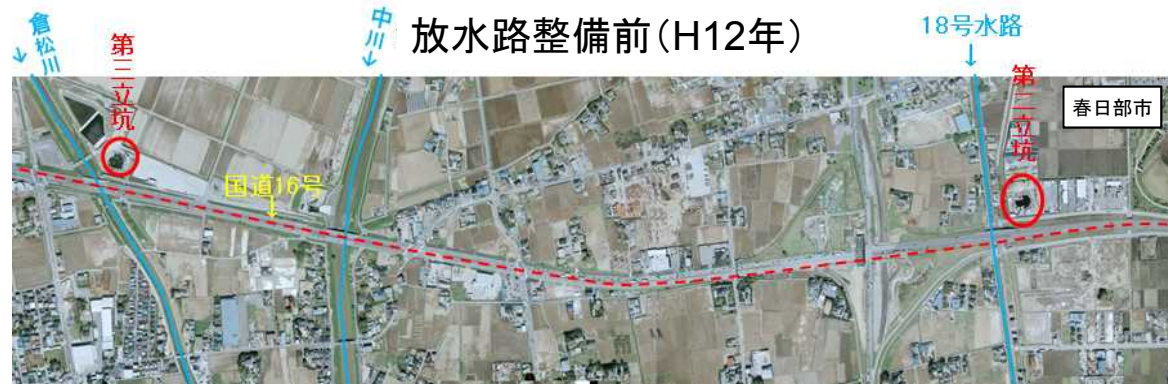 放水路整備前(H12年)
↓倉松川
第三立坑
中川↓
18号水路
↓
第二立坑
春日部市
国道16号
↓